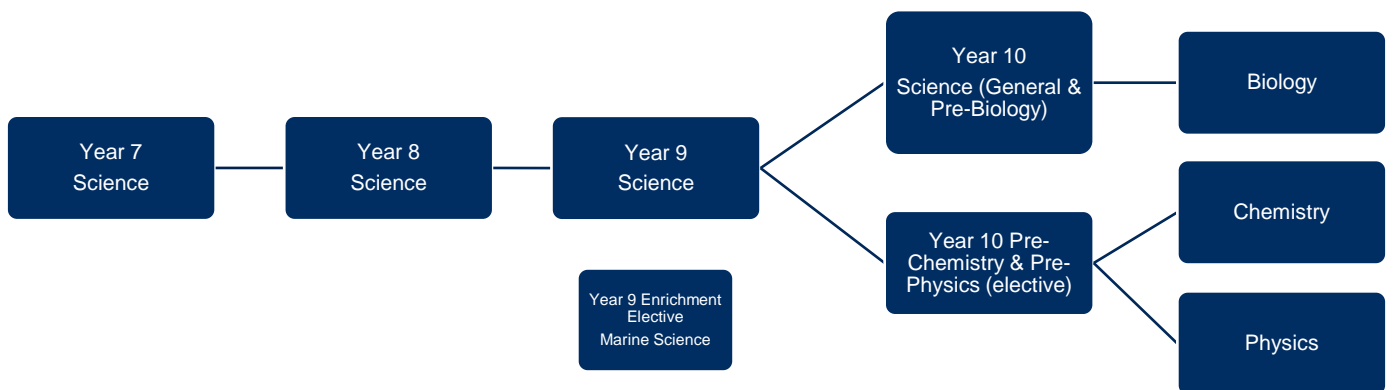 Year 7
Science
Year 8
Science
Year 9
Science
Year 9 Enrichment
Elective
Marine Science
Year 10
Science (General &
Pre-Biology)
Year 10 Pre-
Chemistry & Pre-
Physics (elective)
Biology
Chemistry
Physics